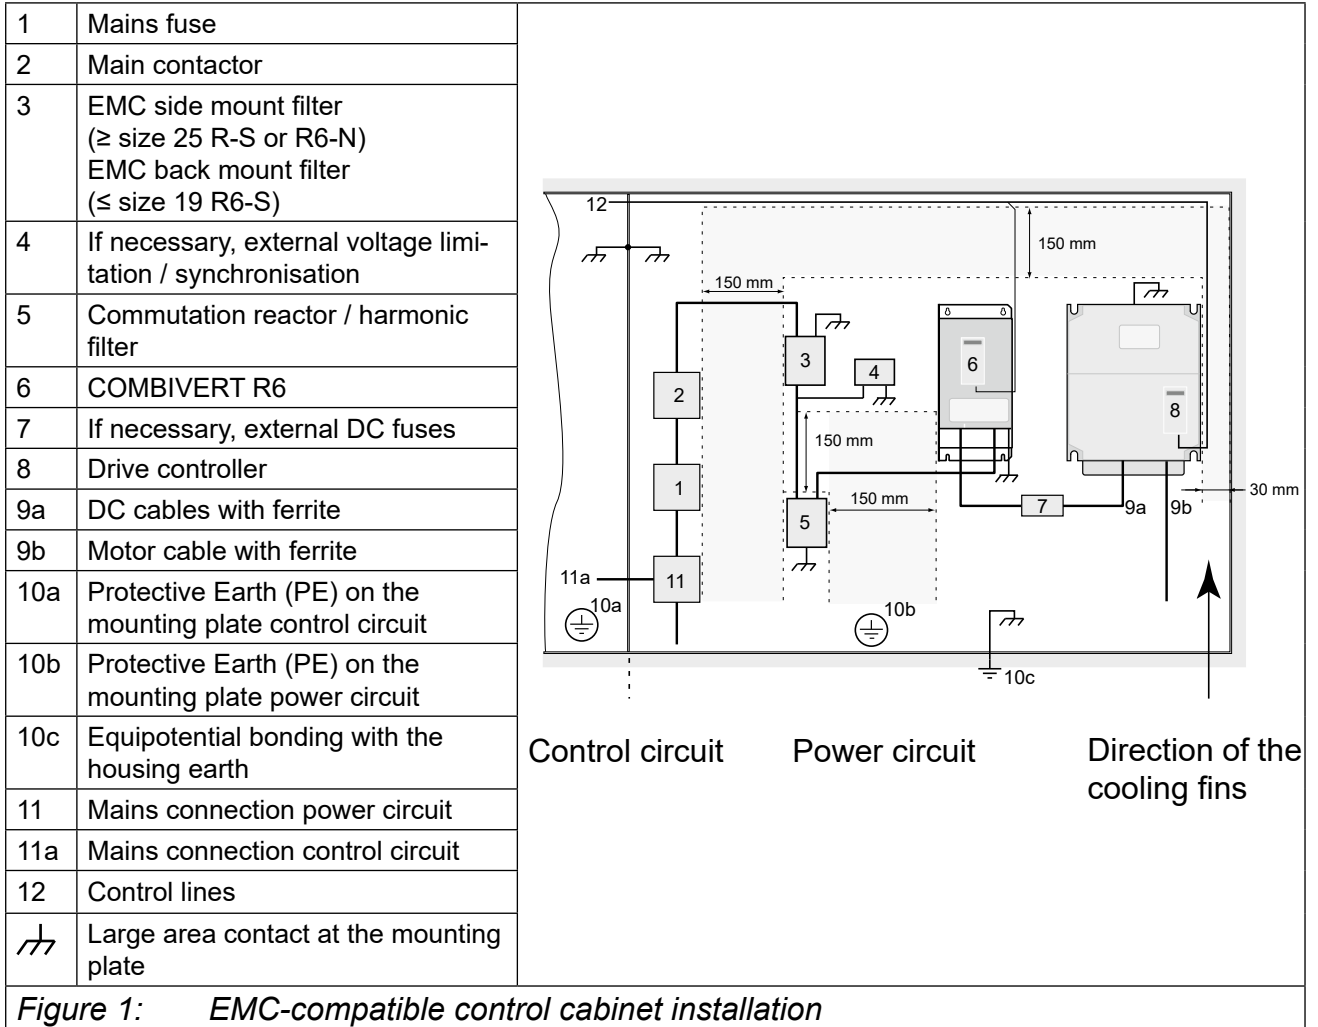 1 Mains fuse
2 Main contactor
3 EMC side mount filter
(≥ size 25 R-S or R6-N)
EMC back mount filter
(≤ size 19 R6-S)
4 If necessary, external voltage limi-
tation / synchronisation
5 Commutation reactor / harmonic
filter
6 COMBIVERT R6
7 If necessary, external DC fuses
8 Drive controller
9a DC cables with ferrite
9b Motor cable with ferrite
10a Protective Earth (PE) on the
mounting plate control circuit
10b Protective Earth (PE) on the
mounting plate power circuit
10c Equipotential bonding with the
housing earth
11 Mains connection power circuit
11a Mains connection control circuit
12 Control lines
Large area contact at the mounting
plate
12
150 mm
150 mm
3
4
6
2
8
150 mm
1
150 mm
5
7
9a
9b
30 mm
11a
11
10a
10b
10c
Control circuit
Power circuit
Direction of the
cooling fins
Figure 1: EMC-compatible control cabinet installation